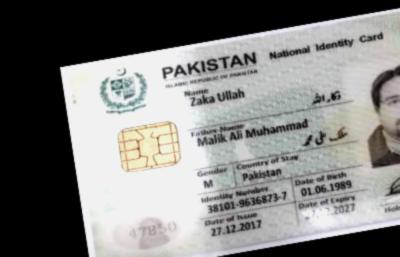 PAKISTAN National Identity Card
ISLAMIC REPUBLIC OF PAKISTAN
Name
Zaka Ullah
ذکاء اللہ
Father Name
Malik Ali Muhammad
ملک علی محمد
Gender Country of Stay
M Pakistan
Identity Number Date of Birth
38101-9636873-7 01.06.1989
Date of Issue Date of Expiry
27.12.2017 .2027
47850